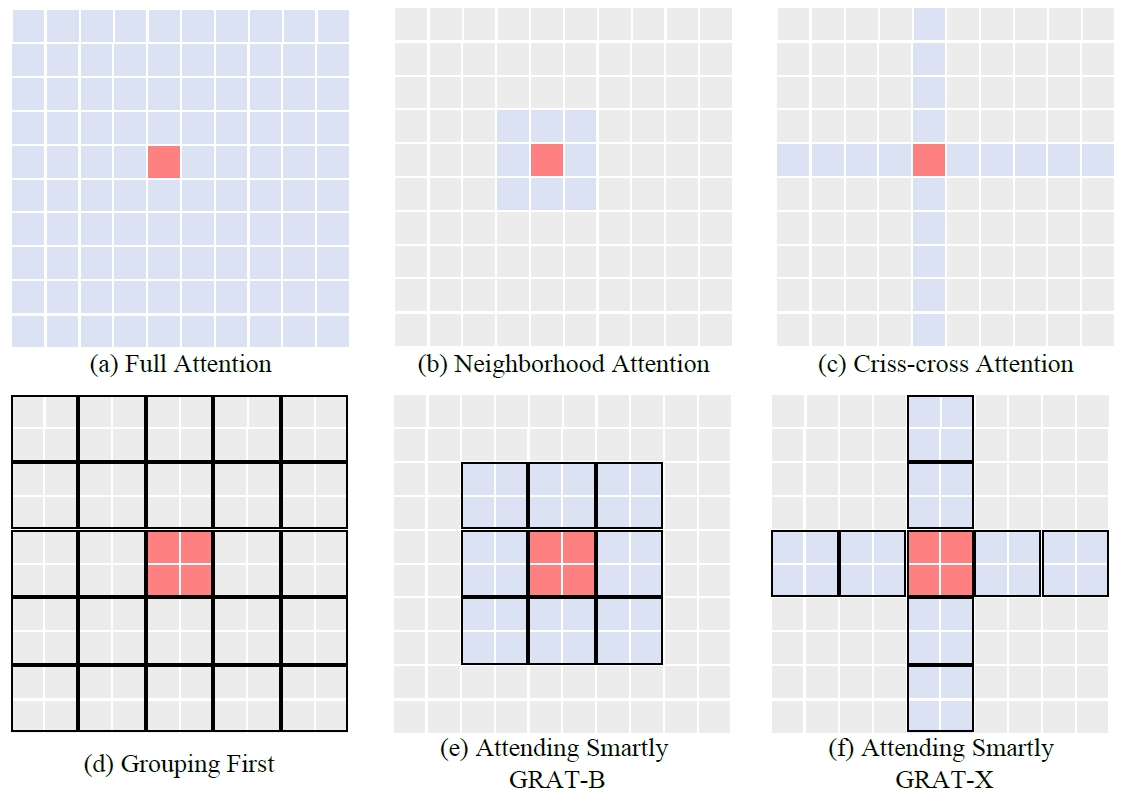 (a) Full Attention
(b) Neighborhood Attention
(c) Criss-cross Attention
(d) Grouping First
(e) Attending Smartly
GRAT-B
(f) Attending Smartly
GRAT-X